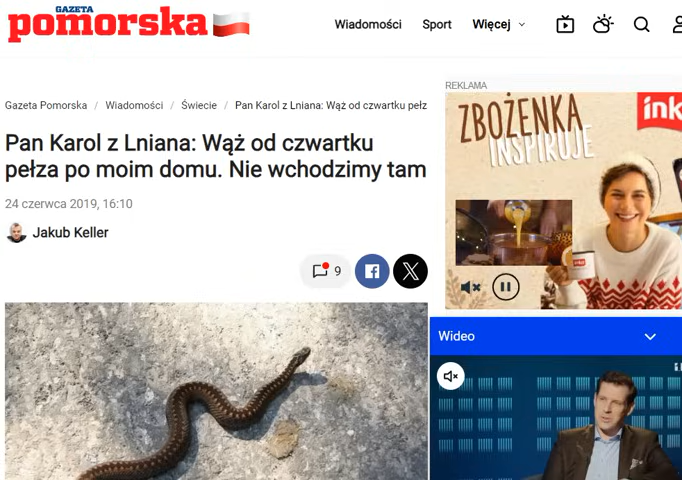 GAZETA
pomorska
Wiadomości Sport Więcej
REKLAMA
Gazeta Pomorska / Wiadomości / Świecie / Pan Karol z Lniana: Wąż od czwartku pełz
Pan Karol z Lniana: Wąż od czwartku
pełza po moim domu. Nie wchodzimy tam
24 czerwca 2019, 16:10
Jakub Keller
9
ZBOŻENKA
INSPIRUJE
ink
inka
Wideo